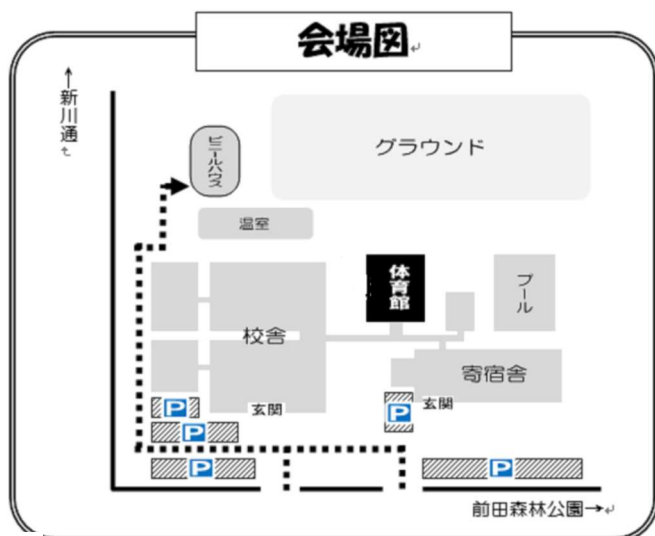 会場図
↑新川通
ビニールハウス
グラウンド
温室
体育館
プール
校舎
寄宿舎
玄関
玄関
P
P
P
P
P
前田森林公園→